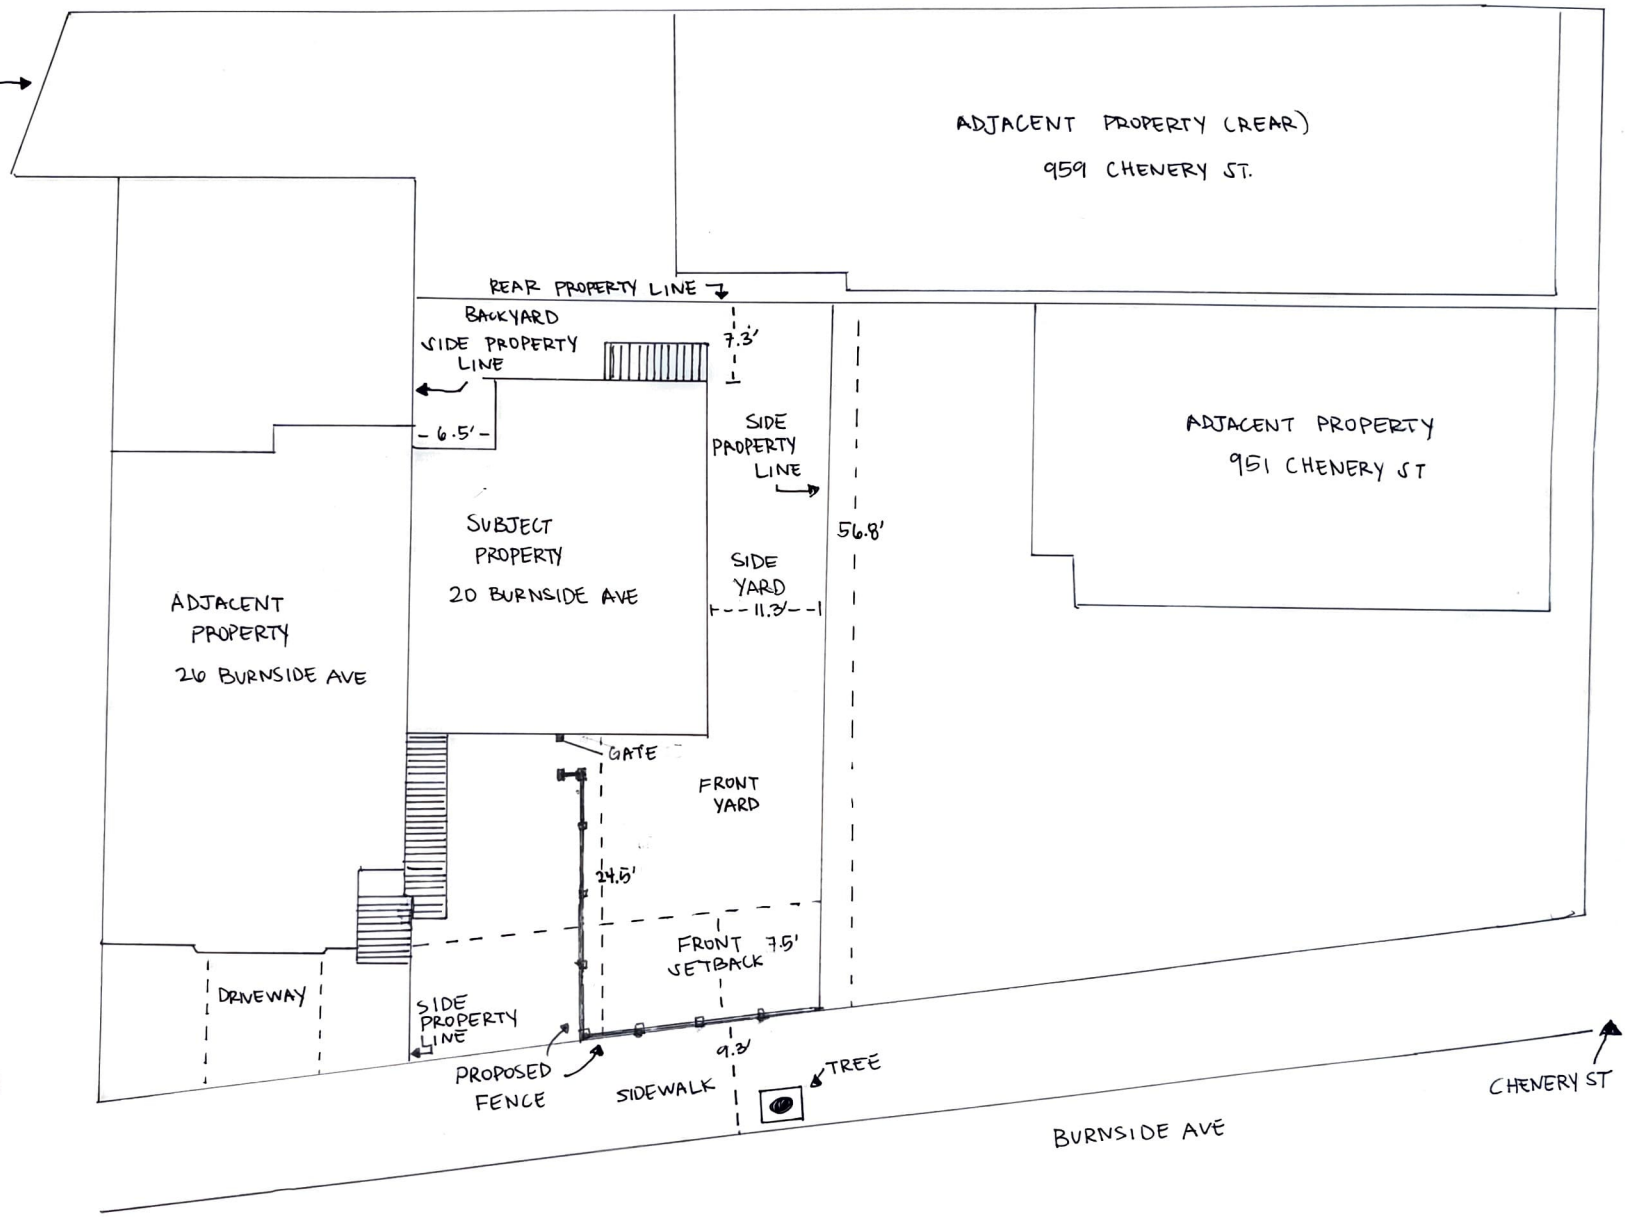 ADJACENT PROPERTY (REAR)
959 CHENERY ST.
REAR PROPERTY LINE
BACKYARD
SIDE PROPERTY
LINE
7.3'
6.5'
SIDE
PROPERTY
LINE
ADJACENT PROPERTY
951 CHENERY ST
SUBJECT
PROPERTY
20 BURNSIDE AVE
56.8'
SIDE
YARD
11.3'
ADJACENT
PROPERTY
26 BURNSIDE AVE
GATE
FRONT
YARD
24.5'
FRONT 7.5'
SETBACK
DRIVEWAY
SIDE
PROPERTY
LINE
PROPOSED
FENCE
9.3'
SIDEWALK
TREE
CHENERY ST
BURNSIDE AVE